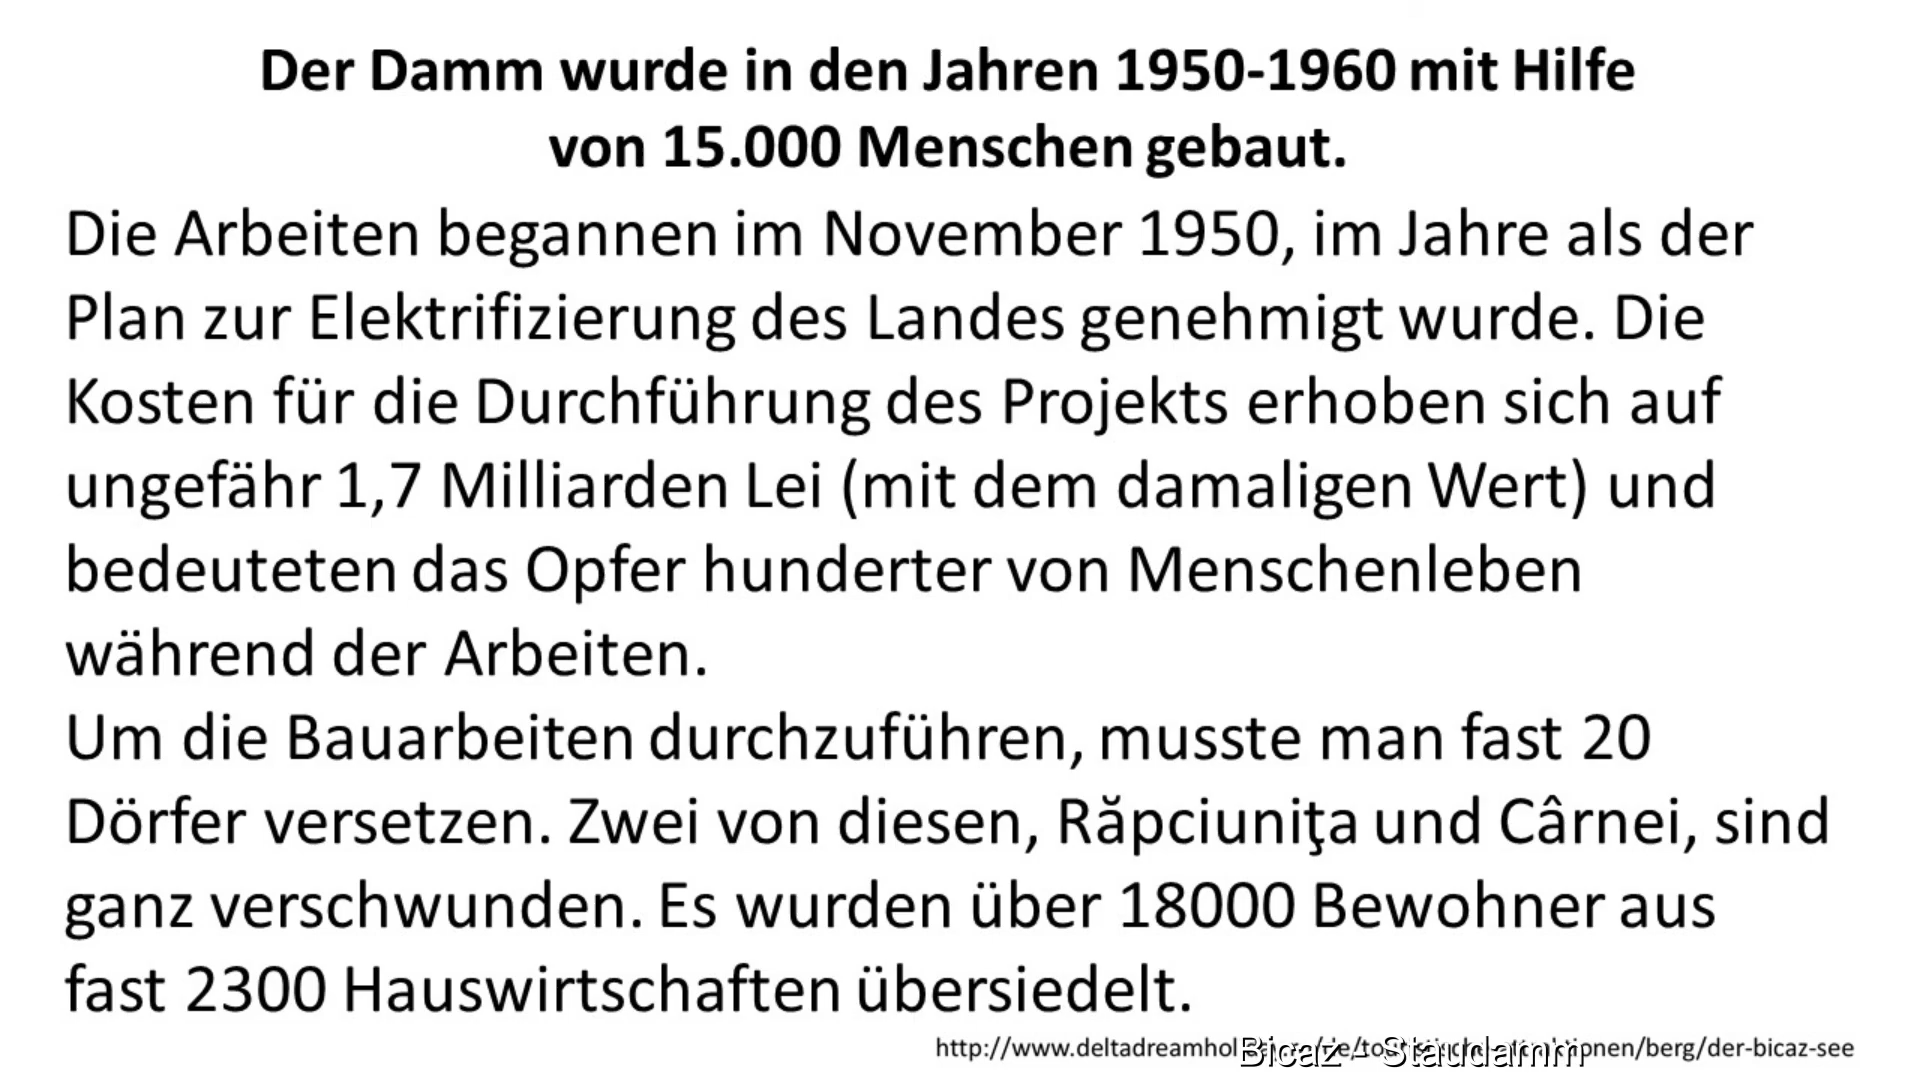 Der Damm wurde in den Jahren 1950-1960 mit Hilfe
von 15.000 Menschen gebaut.
Die Arbeiten begannen im November 1950, im Jahre als der
Plan zur Elektrifizierung des Landes genehmigt wurde. Die
Kosten für die Durchführung des Projekts erhoben sich auf
ungefähr 1,7 Milliarden Lei (mit dem damaligen Wert) und
bedeuteten das Opfer hunderter von Menschenleben
während der Arbeiten.
Um die Bauarbeiten durchzuführen, musste man fast 20
Dörfer versetzen. Zwei von diesen, Răpciuniţa und Cârnei, sind
ganz verschwunden. Es wurden über 18000 Bewohner aus
fast 2300 Hauswirtschaften übersiedelt.
Bicaz - Staudamm